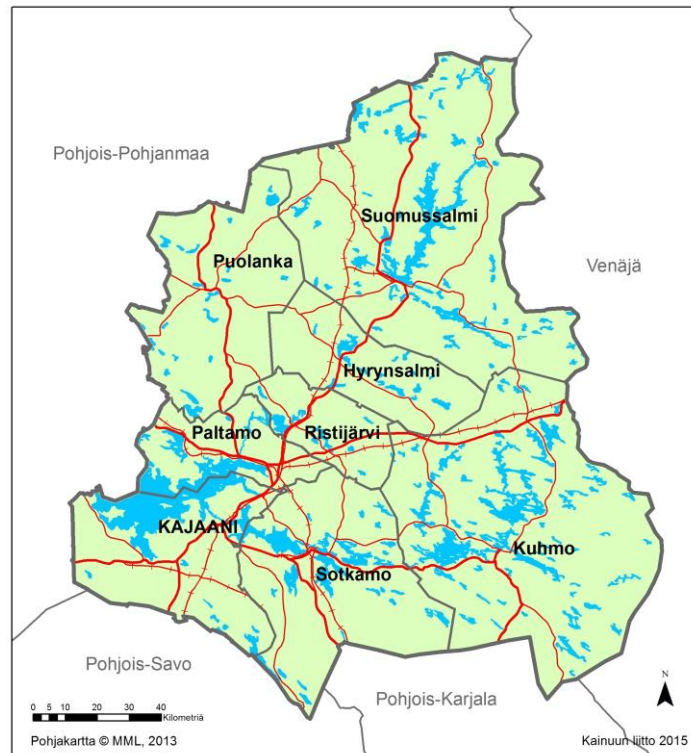 Pohjois-Pohjanmaa
Suomussalmi
Puolanka
Venäjä
Hyrynsalmi
Paltamo
Ristijärvi
KAJAANI
Kuhmo
Sotkamo
Pohjois-Savo
Pohjois-Karjala
N
0 5 10 20 30 40
Kilometriä
Pohjakartta © MML, 2013
Kainuun liitto 2015